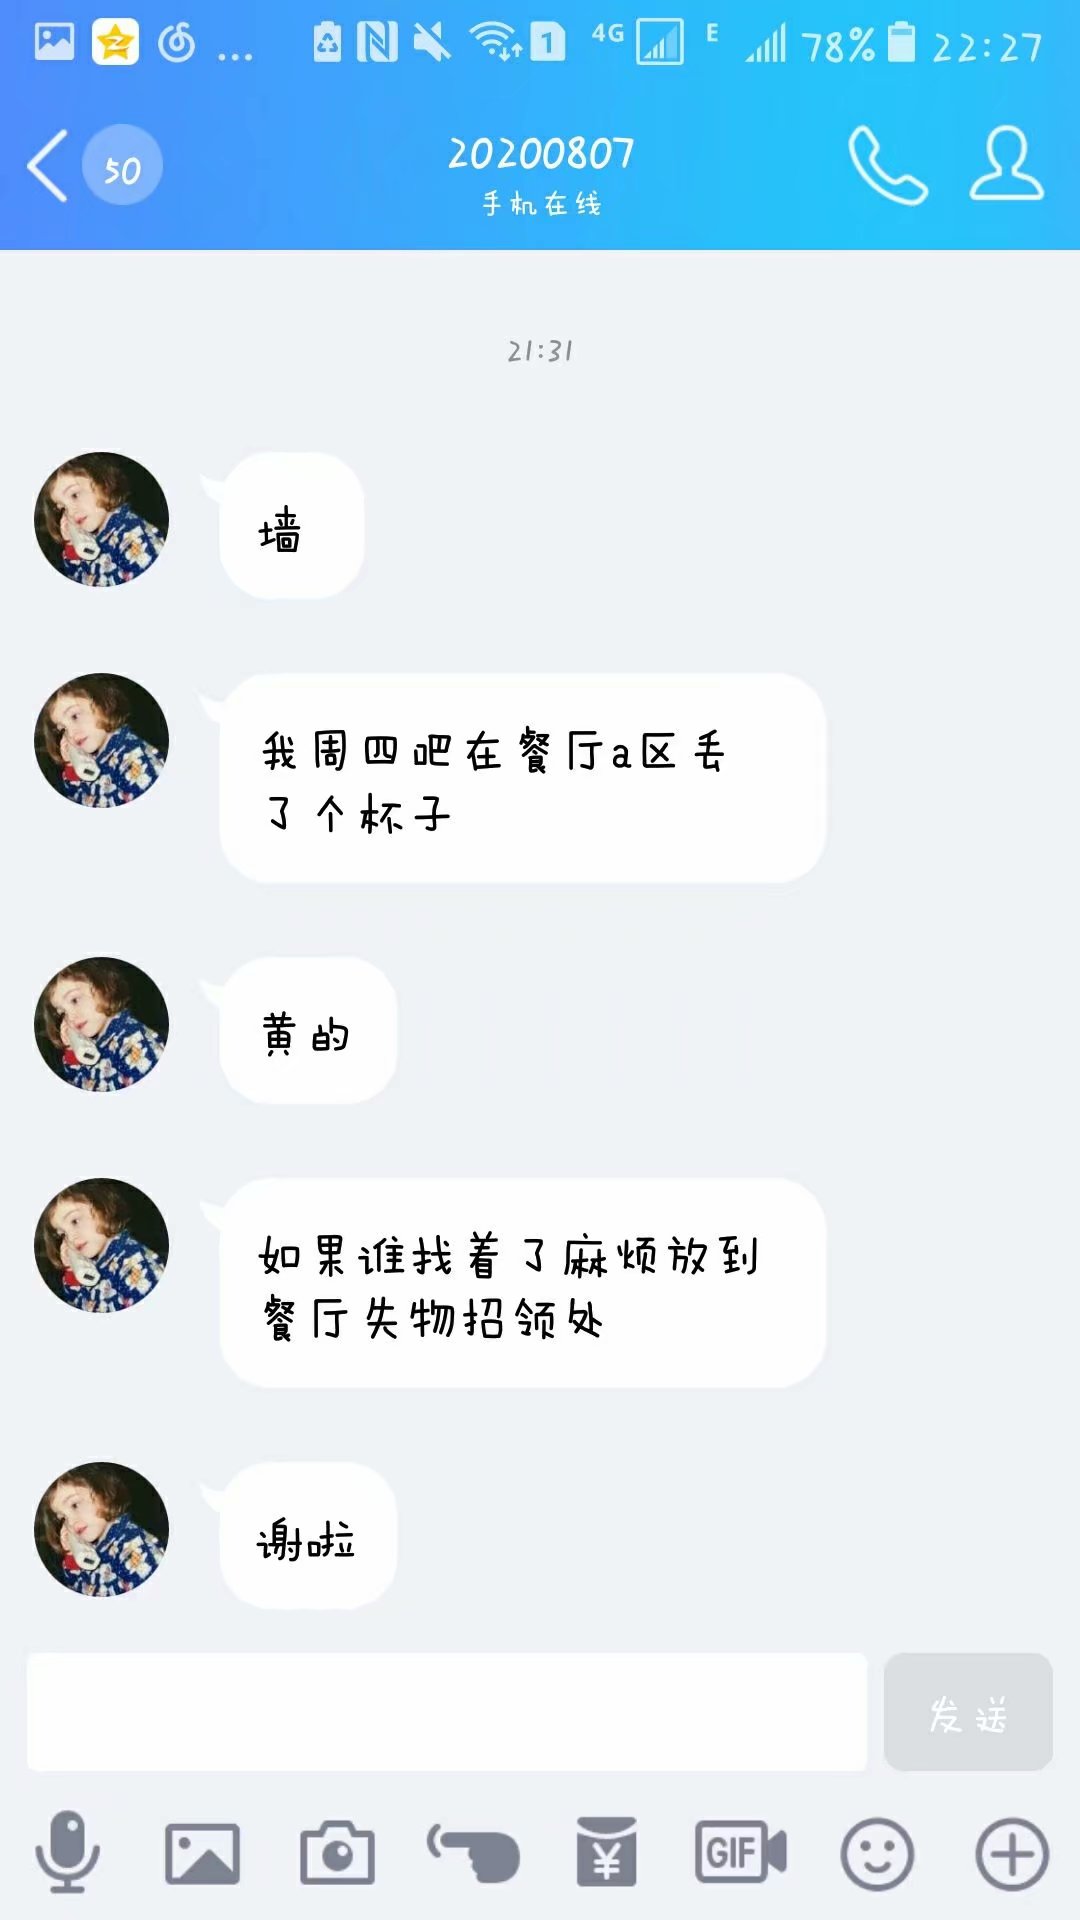 1 4G E 78% 22:27
50
20200807
手机在线
21:31
墙
我周四吧在餐厅a区丢
了个杯子
黄的
如果谁找着了麻烦放到
餐厅失物招领处
谢啦
发送
¥ GIF